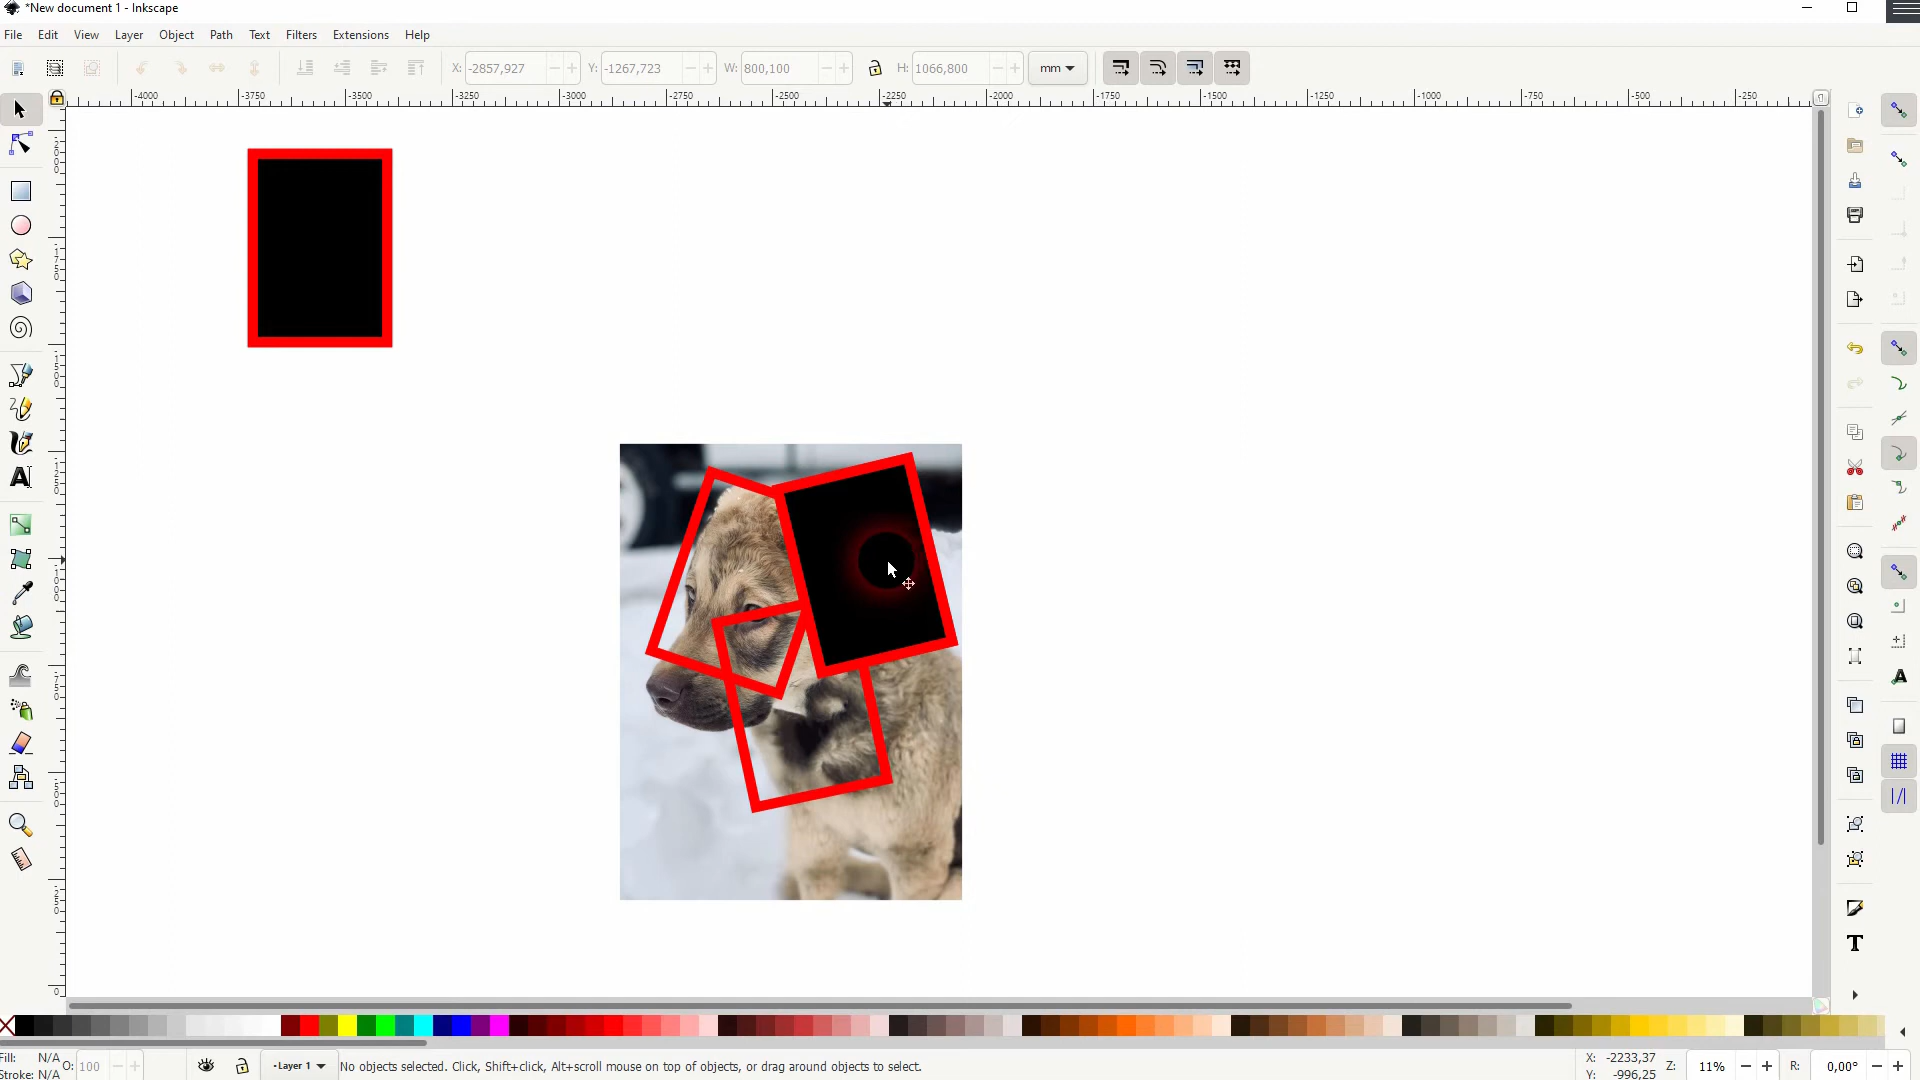 *New document 1 - Inkscape
File Edit View Layer Object Path Text Filters Extensions Help
X: -2857,927 Y: -1267,723 W: 800,100 H: 1066,800 mm
-4000 -3750 -3500 -3250 -3000 -2750 -2500 -2250 -2000 -1750 -1500 -1250 -1000 -750 -500 -250
Fill: N/A O: 100 Layer 1 No objects selected. Click, Shift+click, Alt+scroll mouse on top of objects, or drag around objects to select. X: -2233,37 Z: 11% R: 0,00°
Stroke: N/A Y: -996,25